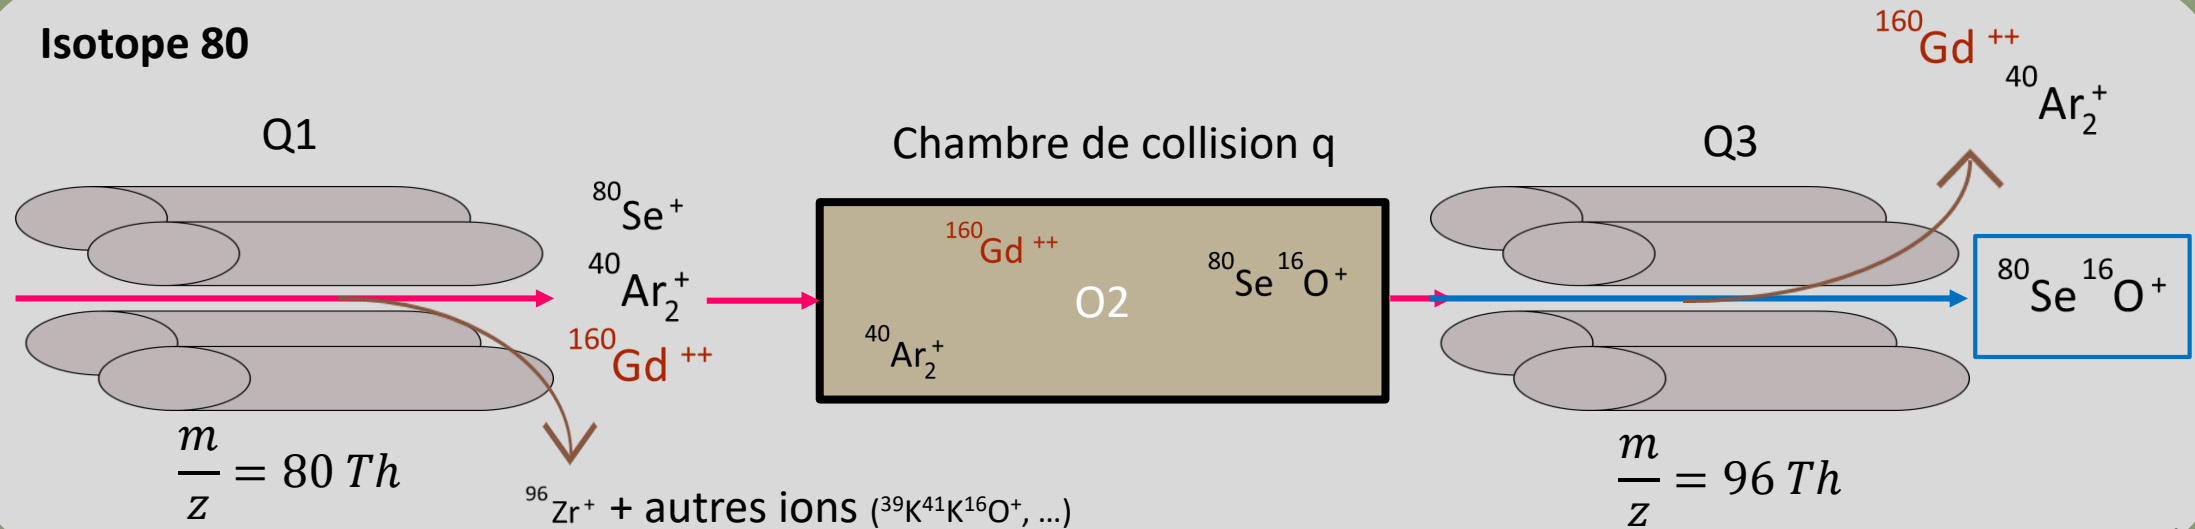 Isotope 80
Q1
Chambre de collision q
Q3
¹⁶⁰Gd ⁺⁺
⁴⁰Ar₂⁺
⁸⁰Se⁺
⁴⁰Ar₂⁺
¹⁶⁰Gd ⁺⁺
¹⁶⁰Gd ⁺⁺
⁸⁰Se¹⁶O⁺
O2
⁴⁰Ar₂⁺
⁸⁰Se¹⁶O⁺
m/z = 80 Th
m/z = 96 Th
⁹⁶Zr⁺ + autres ions (³⁹K⁴¹K¹⁶O⁺, ...)